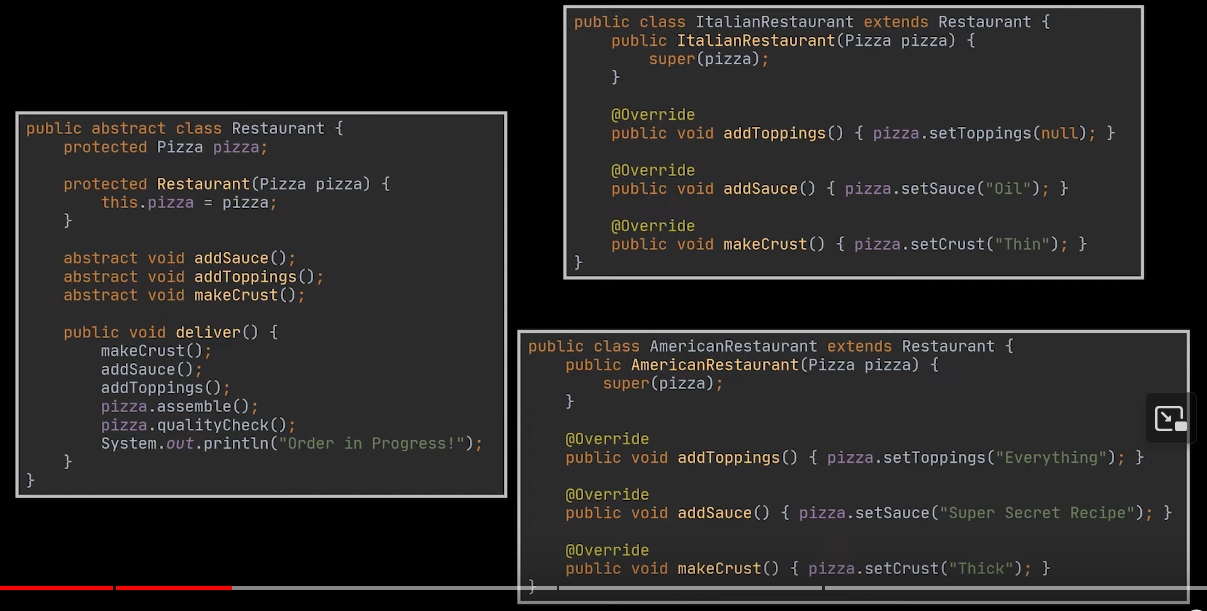 public abstract class Restaurant {
    protected Pizza pizza;

    protected Restaurant(Pizza pizza) {
        this.pizza = pizza;
    }

    abstract void addSauce();
    abstract void addToppings();
    abstract void makeCrust();

    public void deliver() {
        makeCrust();
        addSauce();
        addToppings();
        pizza.assemble();
        pizza.qualityCheck();
        System.out.println("Order in Progress!");
    }
}
public class ItalianRestaurant extends Restaurant {
    public ItalianRestaurant(Pizza pizza) {
        super(pizza);
    }

    @Override
    public void addToppings() { pizza.setToppings(null); }

    @Override
    public void addSauce() { pizza.setSauce("Oil"); }

    @Override
    public void makeCrust() { pizza.setCrust("Thin"); }
}
public class AmericanRestaurant extends Restaurant {
    public AmericanRestaurant(Pizza pizza) {
        super(pizza);
    }

    @Override
    public void addToppings() { pizza.setToppings("Everything"); }

    @Override
    public void addSauce() { pizza.setSauce("Super Secret Recipe"); }

    @Override
    public void makeCrust() { pizza.setCrust("Thick"); }
}